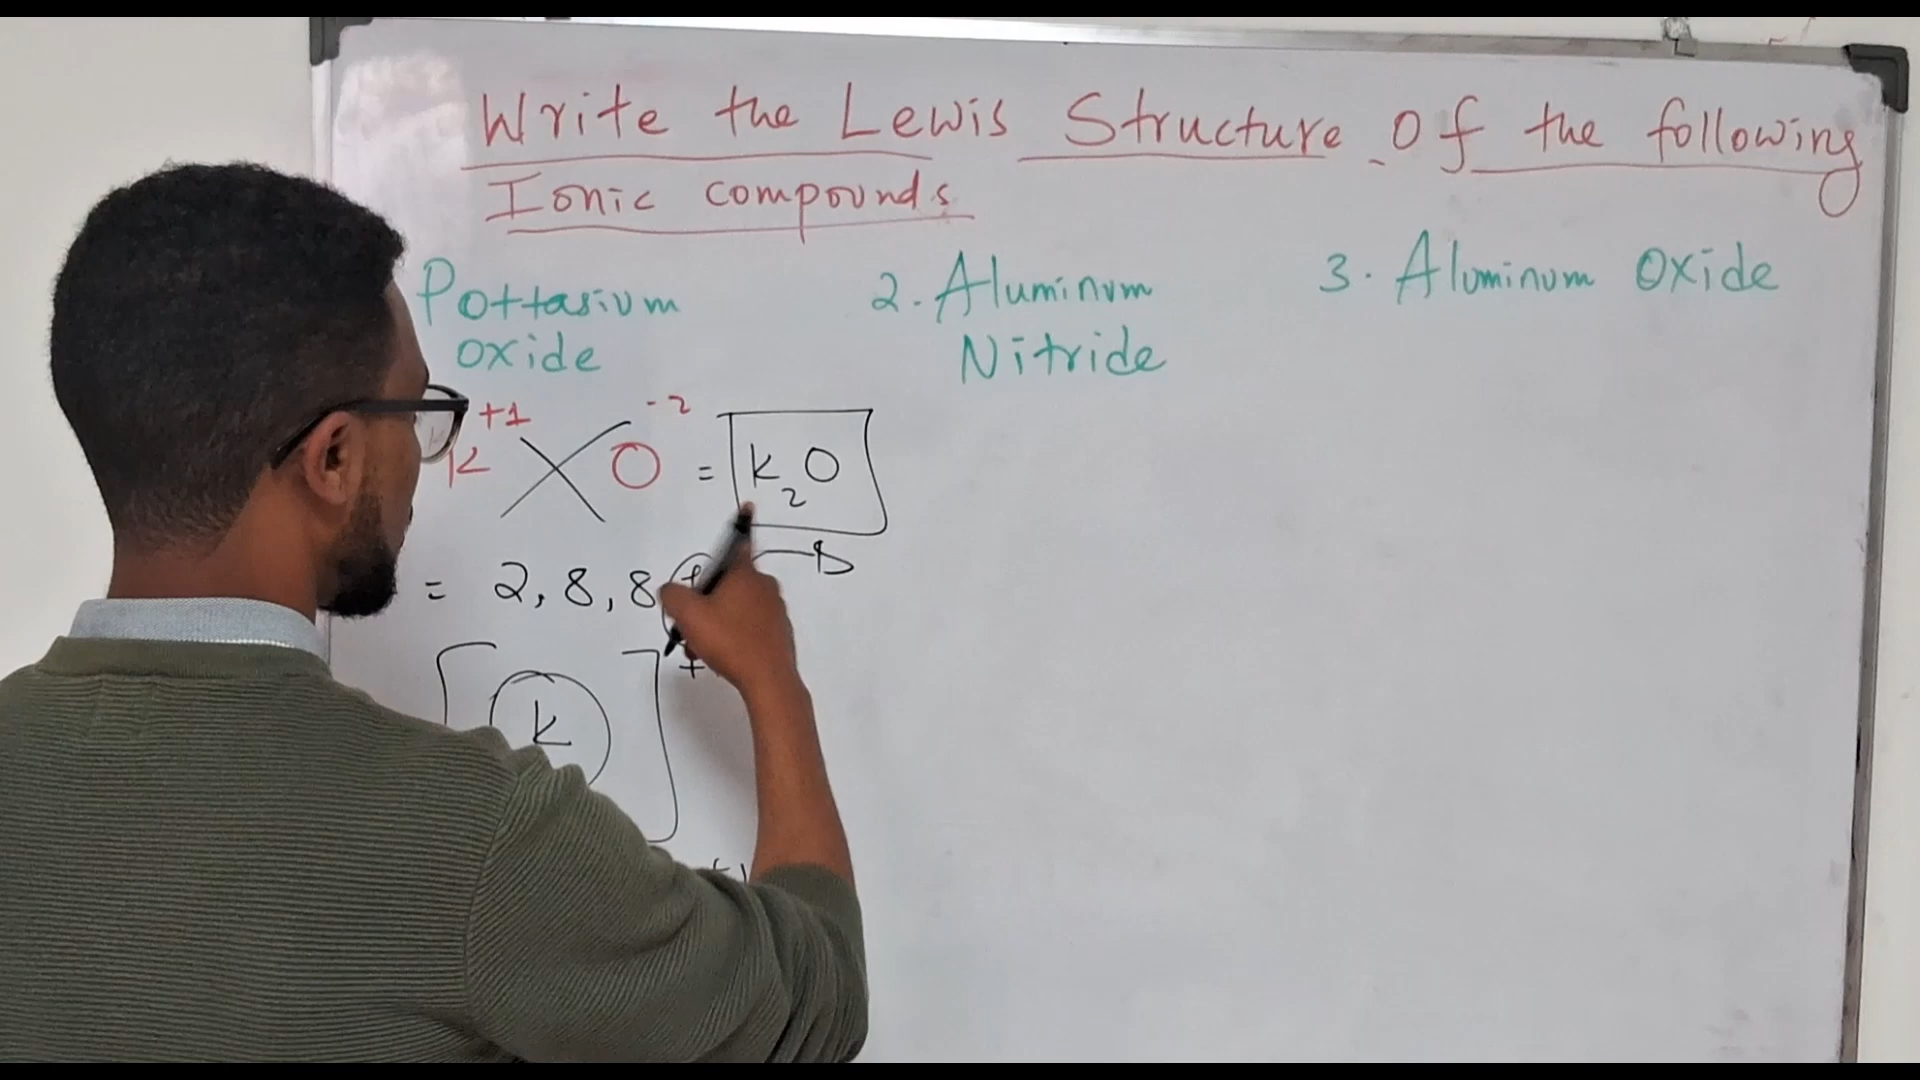 Write the Lewis Structure of the following
Ionic compounds
Pottasium
oxide
2. Aluminum
Nitride
3. Aluminum Oxide
K +1 O -2 = K2O
= 2, 8, 8
K +